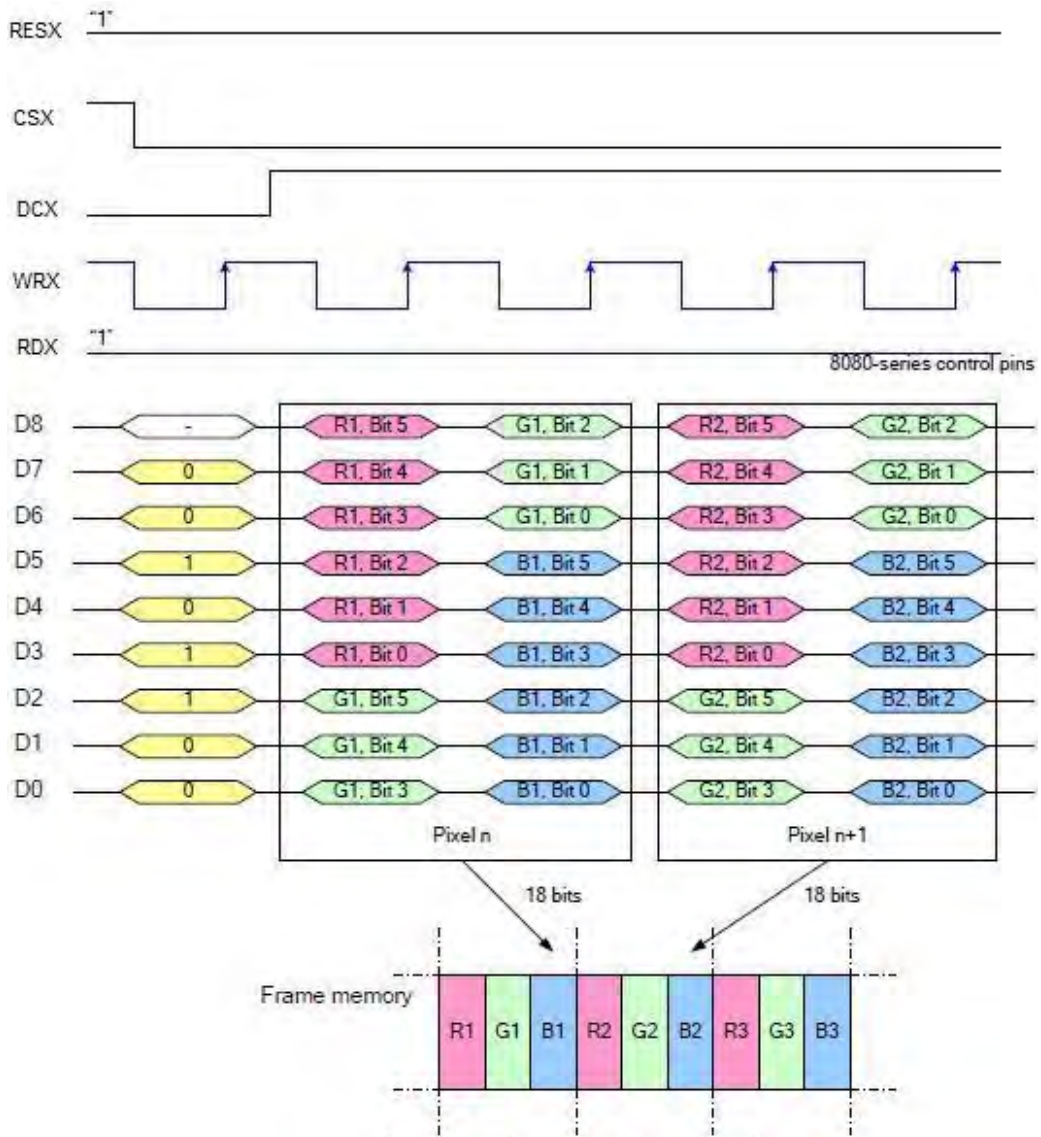 RESX "1"
CSX
DCX
WRX
RDX "1"
8080-series control pins
D8 - R1, Bit 5 G1, Bit 2 R2, Bit 5 G2, Bit 2
D7 0 R1, Bit 4 G1, Bit 1 R2, Bit 4 G2, Bit 1
D6 0 R1, Bit 3 G1, Bit 0 R2, Bit 3 G2, Bit 0
D5 1 R1, Bit 2 B1, Bit 5 R2, Bit 2 B2, Bit 5
D4 0 R1, Bit 1 B1, Bit 4 R2, Bit 1 B2, Bit 4
D3 1 R1, Bit 0 B1, Bit 3 R2, Bit 0 B2, Bit 3
D2 1 G1, Bit 5 B1, Bit 2 G2, Bit 5 B2, Bit 2
D1 0 G1, Bit 4 B1, Bit 1 G2, Bit 4 B2, Bit 1
D0 0 G1, Bit 3 B1, Bit 0 G2, Bit 3 B2, Bit 0
Pixel n Pixel n+1
18 bits 18 bits
Frame memory
R1 G1 B1 R2 G2 B2 R3 G3 B3